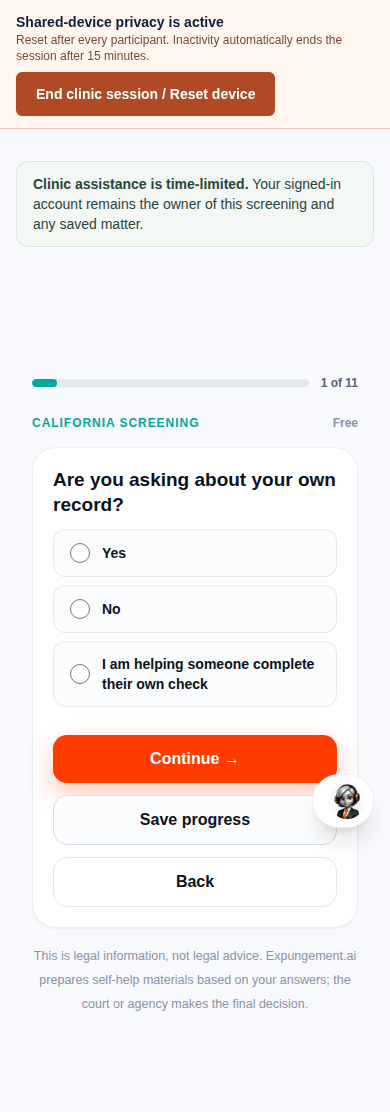 Shared-device privacy is active
Reset after every participant. Inactivity automatically ends the
session after 15 minutes.
End clinic session / Reset device
Clinic assistance is time-limited. Your signed-in
account remains the owner of this screening and
any saved matter.
1 of 11
CALIFORNIA SCREENING
Free
Are you asking about your own
record?
Yes
No
I am helping someone complete
their own check
Continue →
Save progress
Back
This is legal information, not legal advice. Expungement.ai
prepares self-help materials based on your answers; the
court or agency makes the final decision.